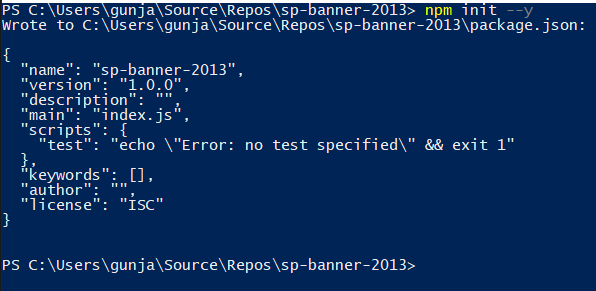 PS C:\Users\gunja\Source\Repos\sp-banner-2013> npm init --y
Wrote to C:\Users\gunja\Source\Repos\sp-banner-2013\package.json:
{
  "name": "sp-banner-2013",
  "version": "1.0.0",
  "description": "",
  "main": "index.js",
  "scripts": {
    "test": "echo \"Error: no test specified\" && exit 1"
  },
  "keywords": [],
  "author": "",
  "license": "ISC"
}
PS C:\Users\gunja\Source\Repos\sp-banner-2013>